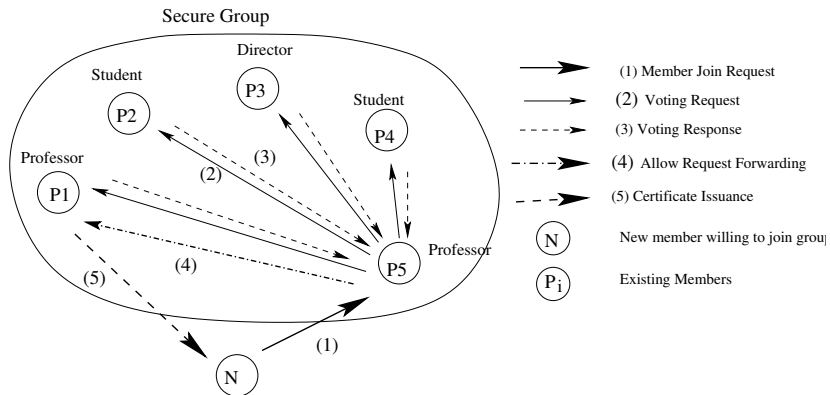 Secure Group
Director
Student
P3
P2
Student
P4
Professor
P1
(3)
(2)
(4)
(5)
P5
Professor
(1)
N
(1) Member Join Request
(2) Voting Request
(3) Voting Response
(4) Allow Request Forwarding
(5) Certificate Issuance
N New member willing to join group
Pi Existing Members